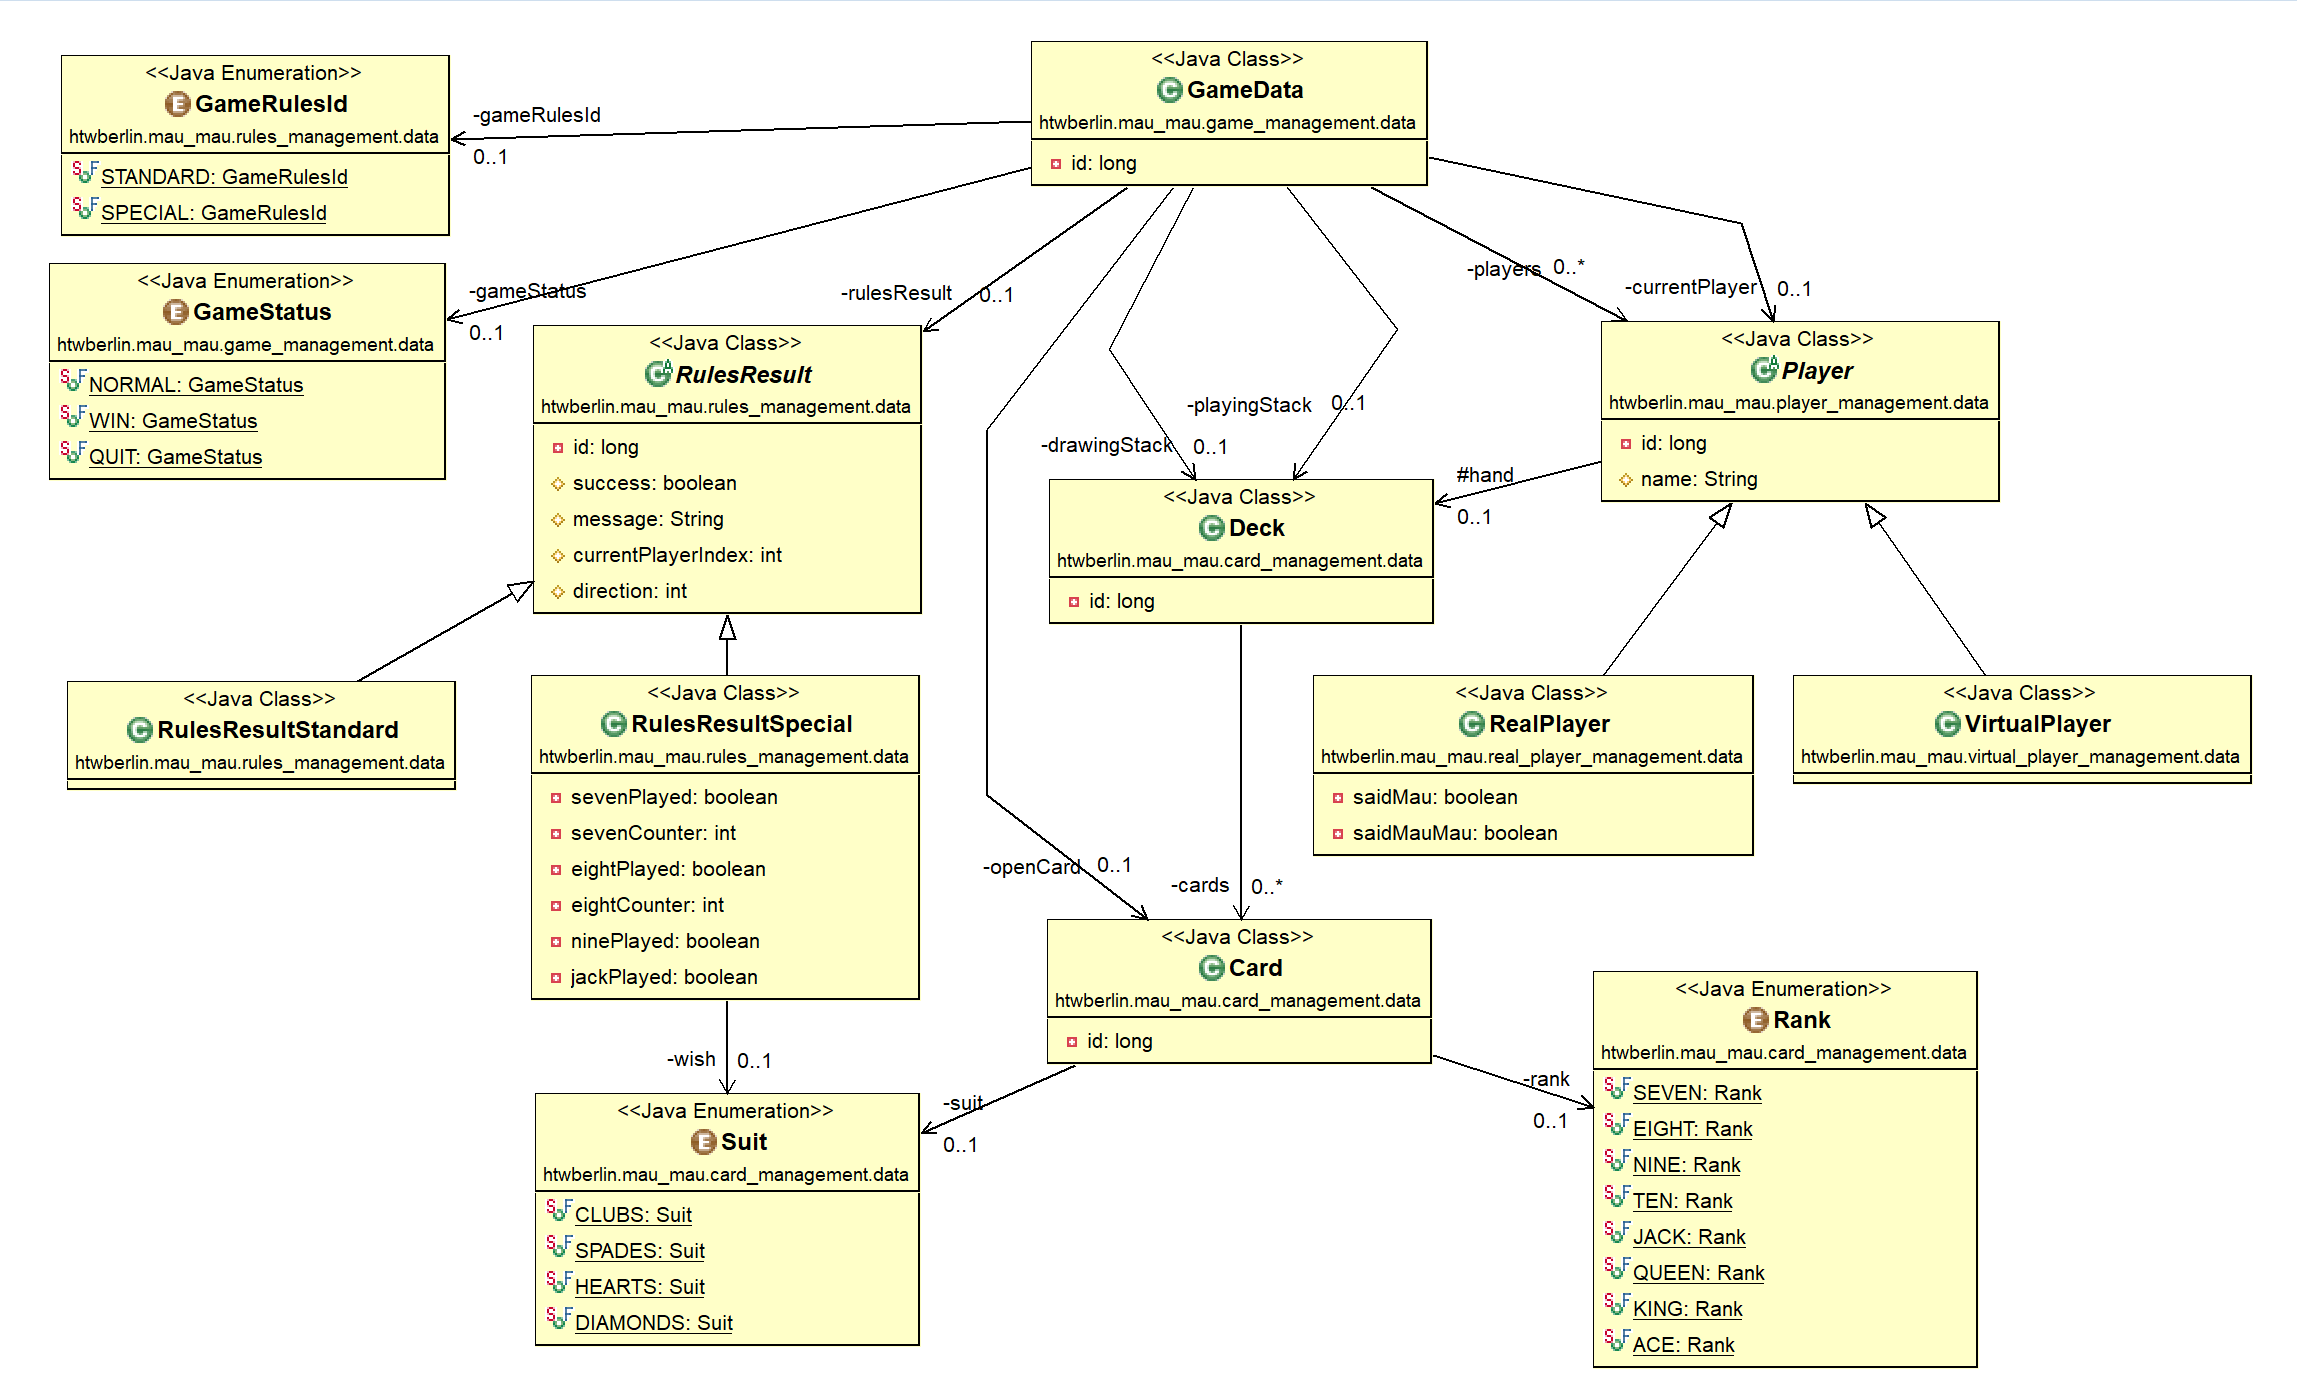 <<Java Enumeration>>
GameRulesId
htwberlin.mau_mau.rules_management.data
STANDARD: GameRulesId
SPECIAL: GameRulesId
-gameRulesId
0..1
<<Java Class>>
GameData
htwberlin.mau_mau.game_management.data
id: long
<<Java Enumeration>>
GameStatus
htwberlin.mau_mau.game_management.data
NORMAL: GameStatus
WIN: GameStatus
QUIT: GameStatus
-gameStatus
0..1
-rulesResult
0..1
-players 0..*
-currentPlayer 0..1
<<Java Class>>
RulesResult
htwberlin.mau_mau.rules_management.data
id: long
success: boolean
message: String
currentPlayerIndex: int
direction: int
-playingStack 0..1
-drawingStack 0..1
<<Java Class>>
Player
htwberlin.mau_mau.player_management.data
id: long
name: String
#hand
0..1
<<Java Class>>
Deck
htwberlin.mau_mau.card_management.data
id: long
<<Java Class>>
RulesResultStandard
htwberlin.mau_mau.rules_management.data
<<Java Class>>
RulesResultSpecial
htwberlin.mau_mau.rules_management.data
sevenPlayed: boolean
sevenCounter: int
eightPlayed: boolean
eightCounter: int
ninePlayed: boolean
jackPlayed: boolean
<<Java Class>>
RealPlayer
htwberlin.mau_mau.real_player_management.data
saidMau: boolean
saidMauMau: boolean
<<Java Class>>
VirtualPlayer
htwberlin.mau_mau.virtual_player_management.data
-openCard 0..1
-cards 0..*
<<Java Class>>
Card
htwberlin.mau_mau.card_management.data
id: long
-wish 0..1
-suit
0..1
-rank
0..1
<<Java Enumeration>>
Suit
htwberlin.mau_mau.card_management.data
CLUBS: Suit
SPADES: Suit
HEARTS: Suit
DIAMONDS: Suit
<<Java Enumeration>>
Rank
htwberlin.mau_mau.card_management.data
SEVEN: Rank
EIGHT: Rank
NINE: Rank
TEN: Rank
JACK: Rank
QUEEN: Rank
KING: Rank
ACE: Rank